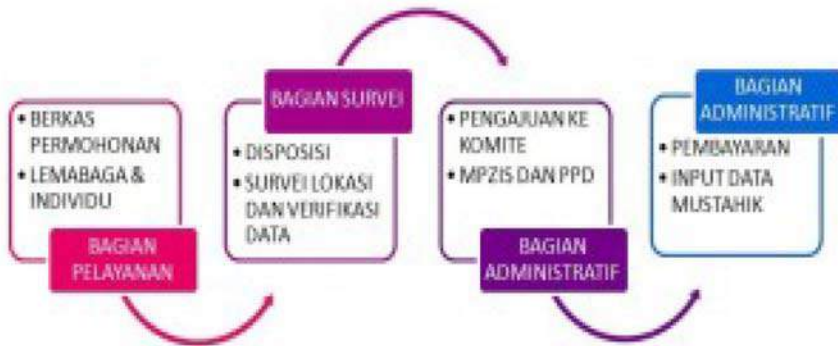 • BERKAS
PERMOHONAN
• LEMABAGA &
INDIVIDU
BAGIAN
PELAYANAN
BAGIAN SURVEI
• DISPOSISI
• SURVEI LOKASI
DAN VERIFIKASI
DATA
• PENGAJUAN KE
KOMITE
• MPZIS DAN PPD
BAGIAN
ADMINISTRATIF
BAGIAN
ADMINISTRATIF
• PEMBAYARAN
• INPUT DATA
MUSTAHIK